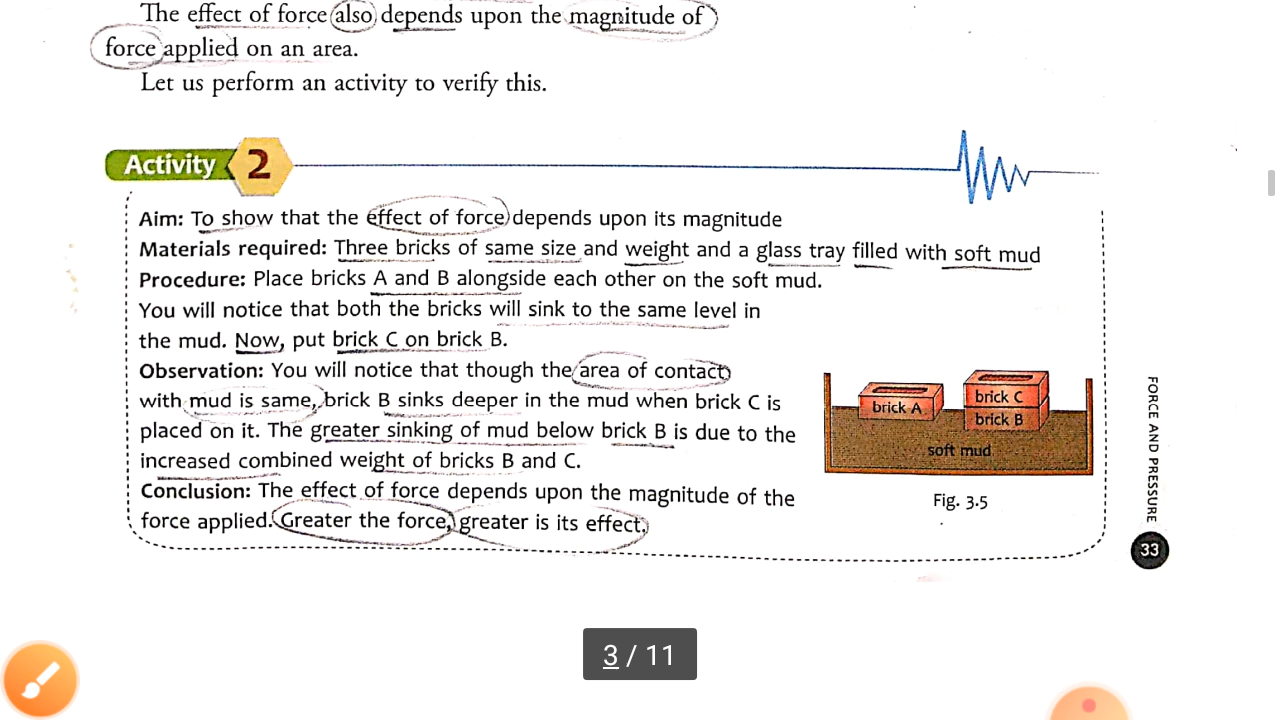 The effect of force also depends upon the magnitude of
force applied on an area.
Let us perform an activity to verify this.
Activity 2
Aim: To show that the effect of force depends upon its magnitude
Materials required: Three bricks of same size and weight and a glass tray filled with soft mud
Procedure: Place bricks A and B alongside each other on the soft mud.
You will notice that both the bricks will sink to the same level in
the mud. Now, put brick C on brick B.
Observation: You will notice that though the area of contact
with mud is same, brick B sinks deeper in the mud when brick C is
placed on it. The greater sinking of mud below brick B is due to the
increased combined weight of bricks B and C.
Conclusion: The effect of force depends upon the magnitude of the
force applied. Greater the force, greater is its effect.
brick A
brick C
brick B
soft mud
Fig. 3.5
FORCE AND PRESSURE
33
3 / 11